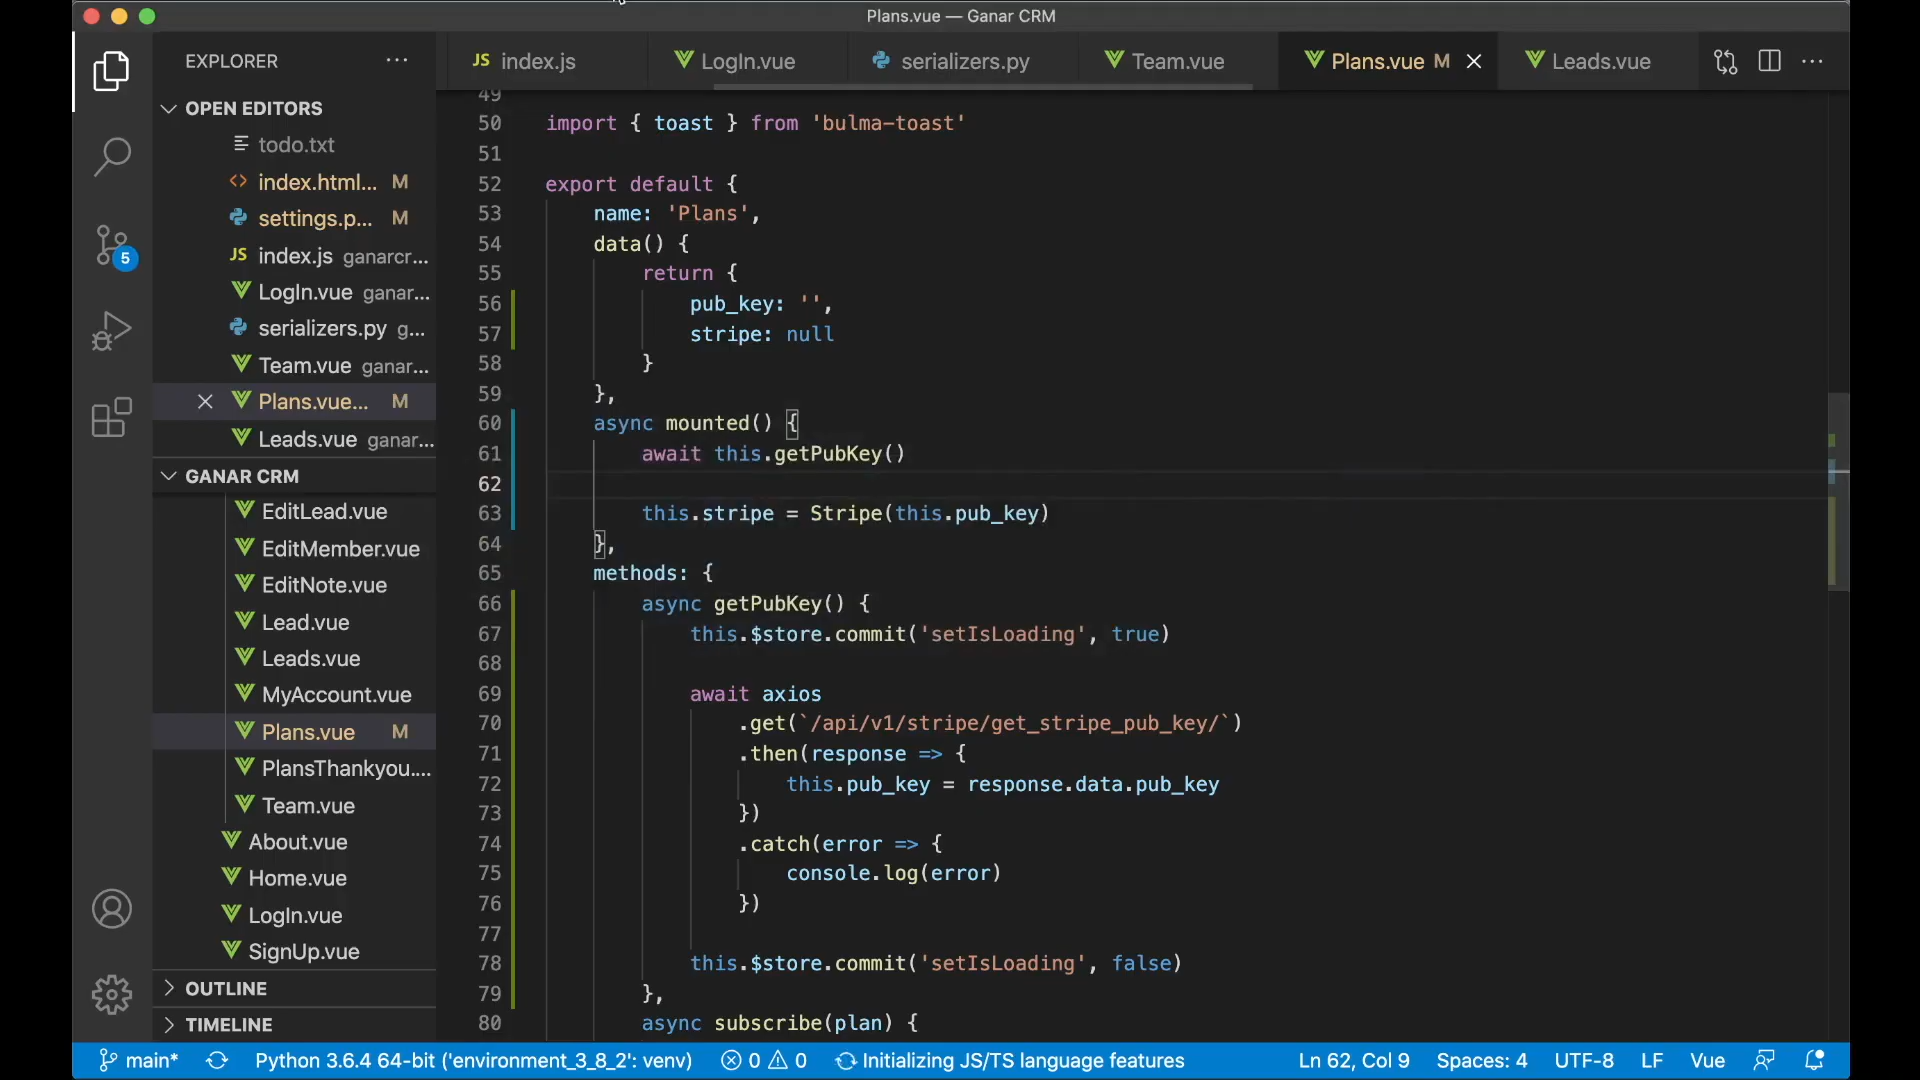 Plans.vue — Ganar CRM
EXPLORER
JS index.js
LogIn.vue
serializers.py
Team.vue
Plans.vue M
Leads.vue
OPEN EDITORS
todo.txt
index.html... M
settings.p... M
JS index.js ganarcr...
LogIn.vue ganar...
serializers.py g...
Team.vue ganar...
Plans.vue... M
Leads.vue ganar...
GANAR CRM
EditLead.vue
EditMember.vue
EditNote.vue
Lead.vue
Leads.vue
MyAccount.vue
Plans.vue M
PlansThankyou....
Team.vue
About.vue
Home.vue
LogIn.vue
SignUp.vue
OUTLINE
TIMELINE
5
49
50 import { toast } from 'bulma-toast'
51
52 export default {
53 name: 'Plans',
54 data() {
55 return {
56 pub_key: '',
57 stripe: null
58 }
59 },
60 async mounted() {
61 await this.getPubKey()
62
63 this.stripe = Stripe(this.pub_key)
64 },
65 methods: {
66 async getPubKey() {
67 this.$store.commit('setIsLoading', true)
68
69 await axios
70 .get(`/api/v1/stripe/get_stripe_pub_key/`)
71 .then(response => {
72 this.pub_key = response.data.pub_key
73 })
74 .catch(error => {
75 console.log(error)
76 })
77
78 this.$store.commit('setIsLoading', false)
79 },
80 async subscribe(plan) {
main* Python 3.6.4 64-bit ('environment_3_8_2': venv) 0 0 Initializing JS/TS language features Ln 62, Col 9 Spaces: 4 UTF-8 LF Vue